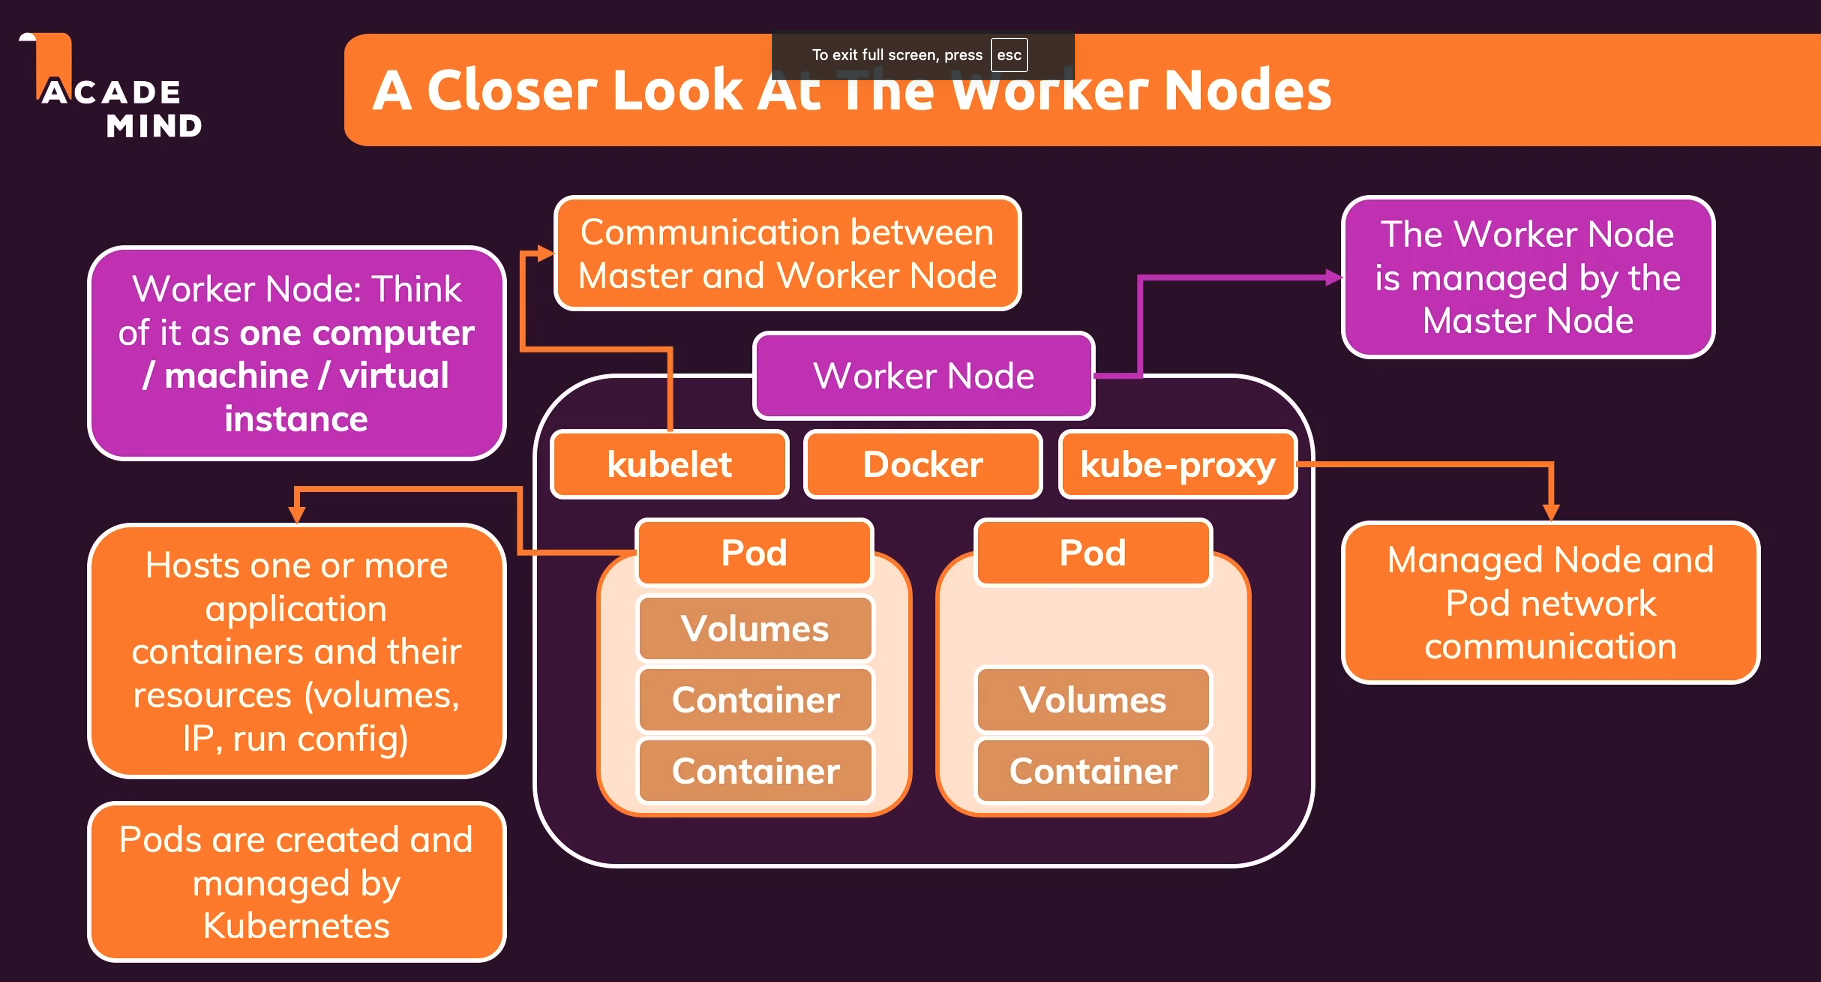 ACADE
MIND
To exit full screen, press esc
A Closer Look At The Worker Nodes
Communication between
Master and Worker Node
The Worker Node
is managed by the
Master Node
Worker Node: Think
of it as one computer
/ machine / virtual
instance
Worker Node
kubelet
Docker
kube-proxy
Hosts one or more
application
containers and their
resources (volumes,
IP, run config)
Pod
Volumes
Container
Container
Pod
Volumes
Container
Managed Node and
Pod network
communication
Pods are created and
managed by
Kubernetes